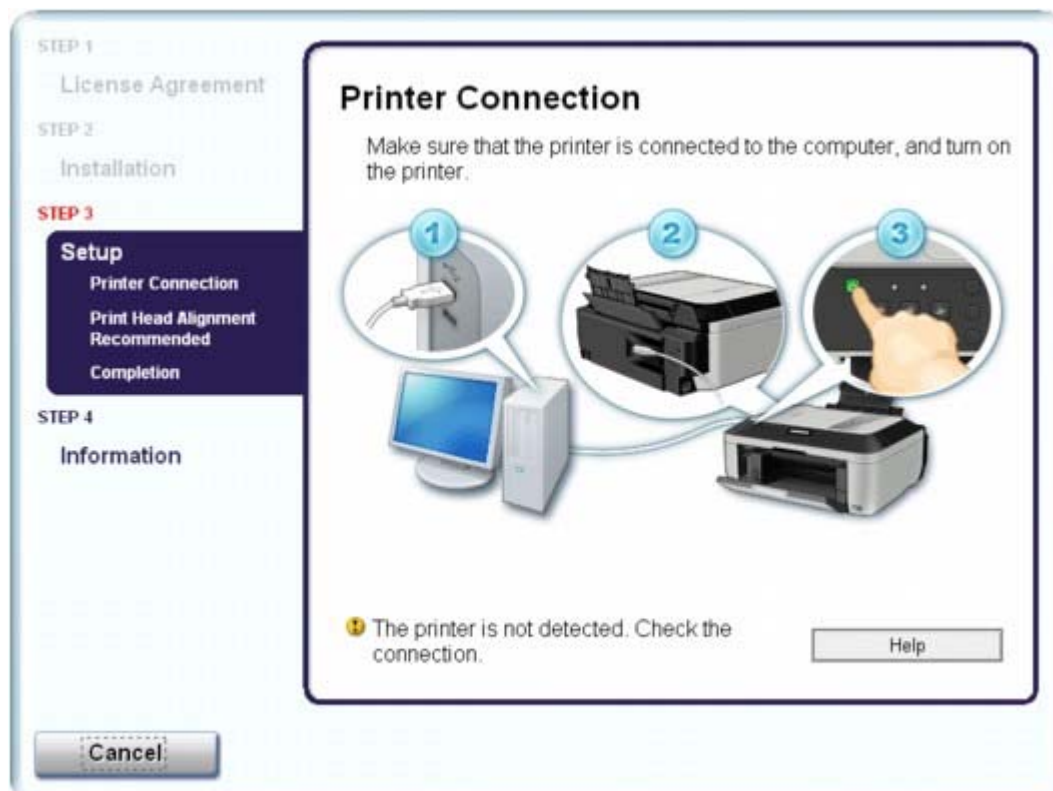 STEP 1
License Agreement
STEP 2
Installation
STEP 3
Setup
Printer Connection
Print Head Alignment
Recommended
Completion
STEP 4
Information
Cancel
Printer Connection
Make sure that the printer is connected to the computer, and turn on
the printer.
1
2
3
The printer is not detected. Check the
connection.
Help